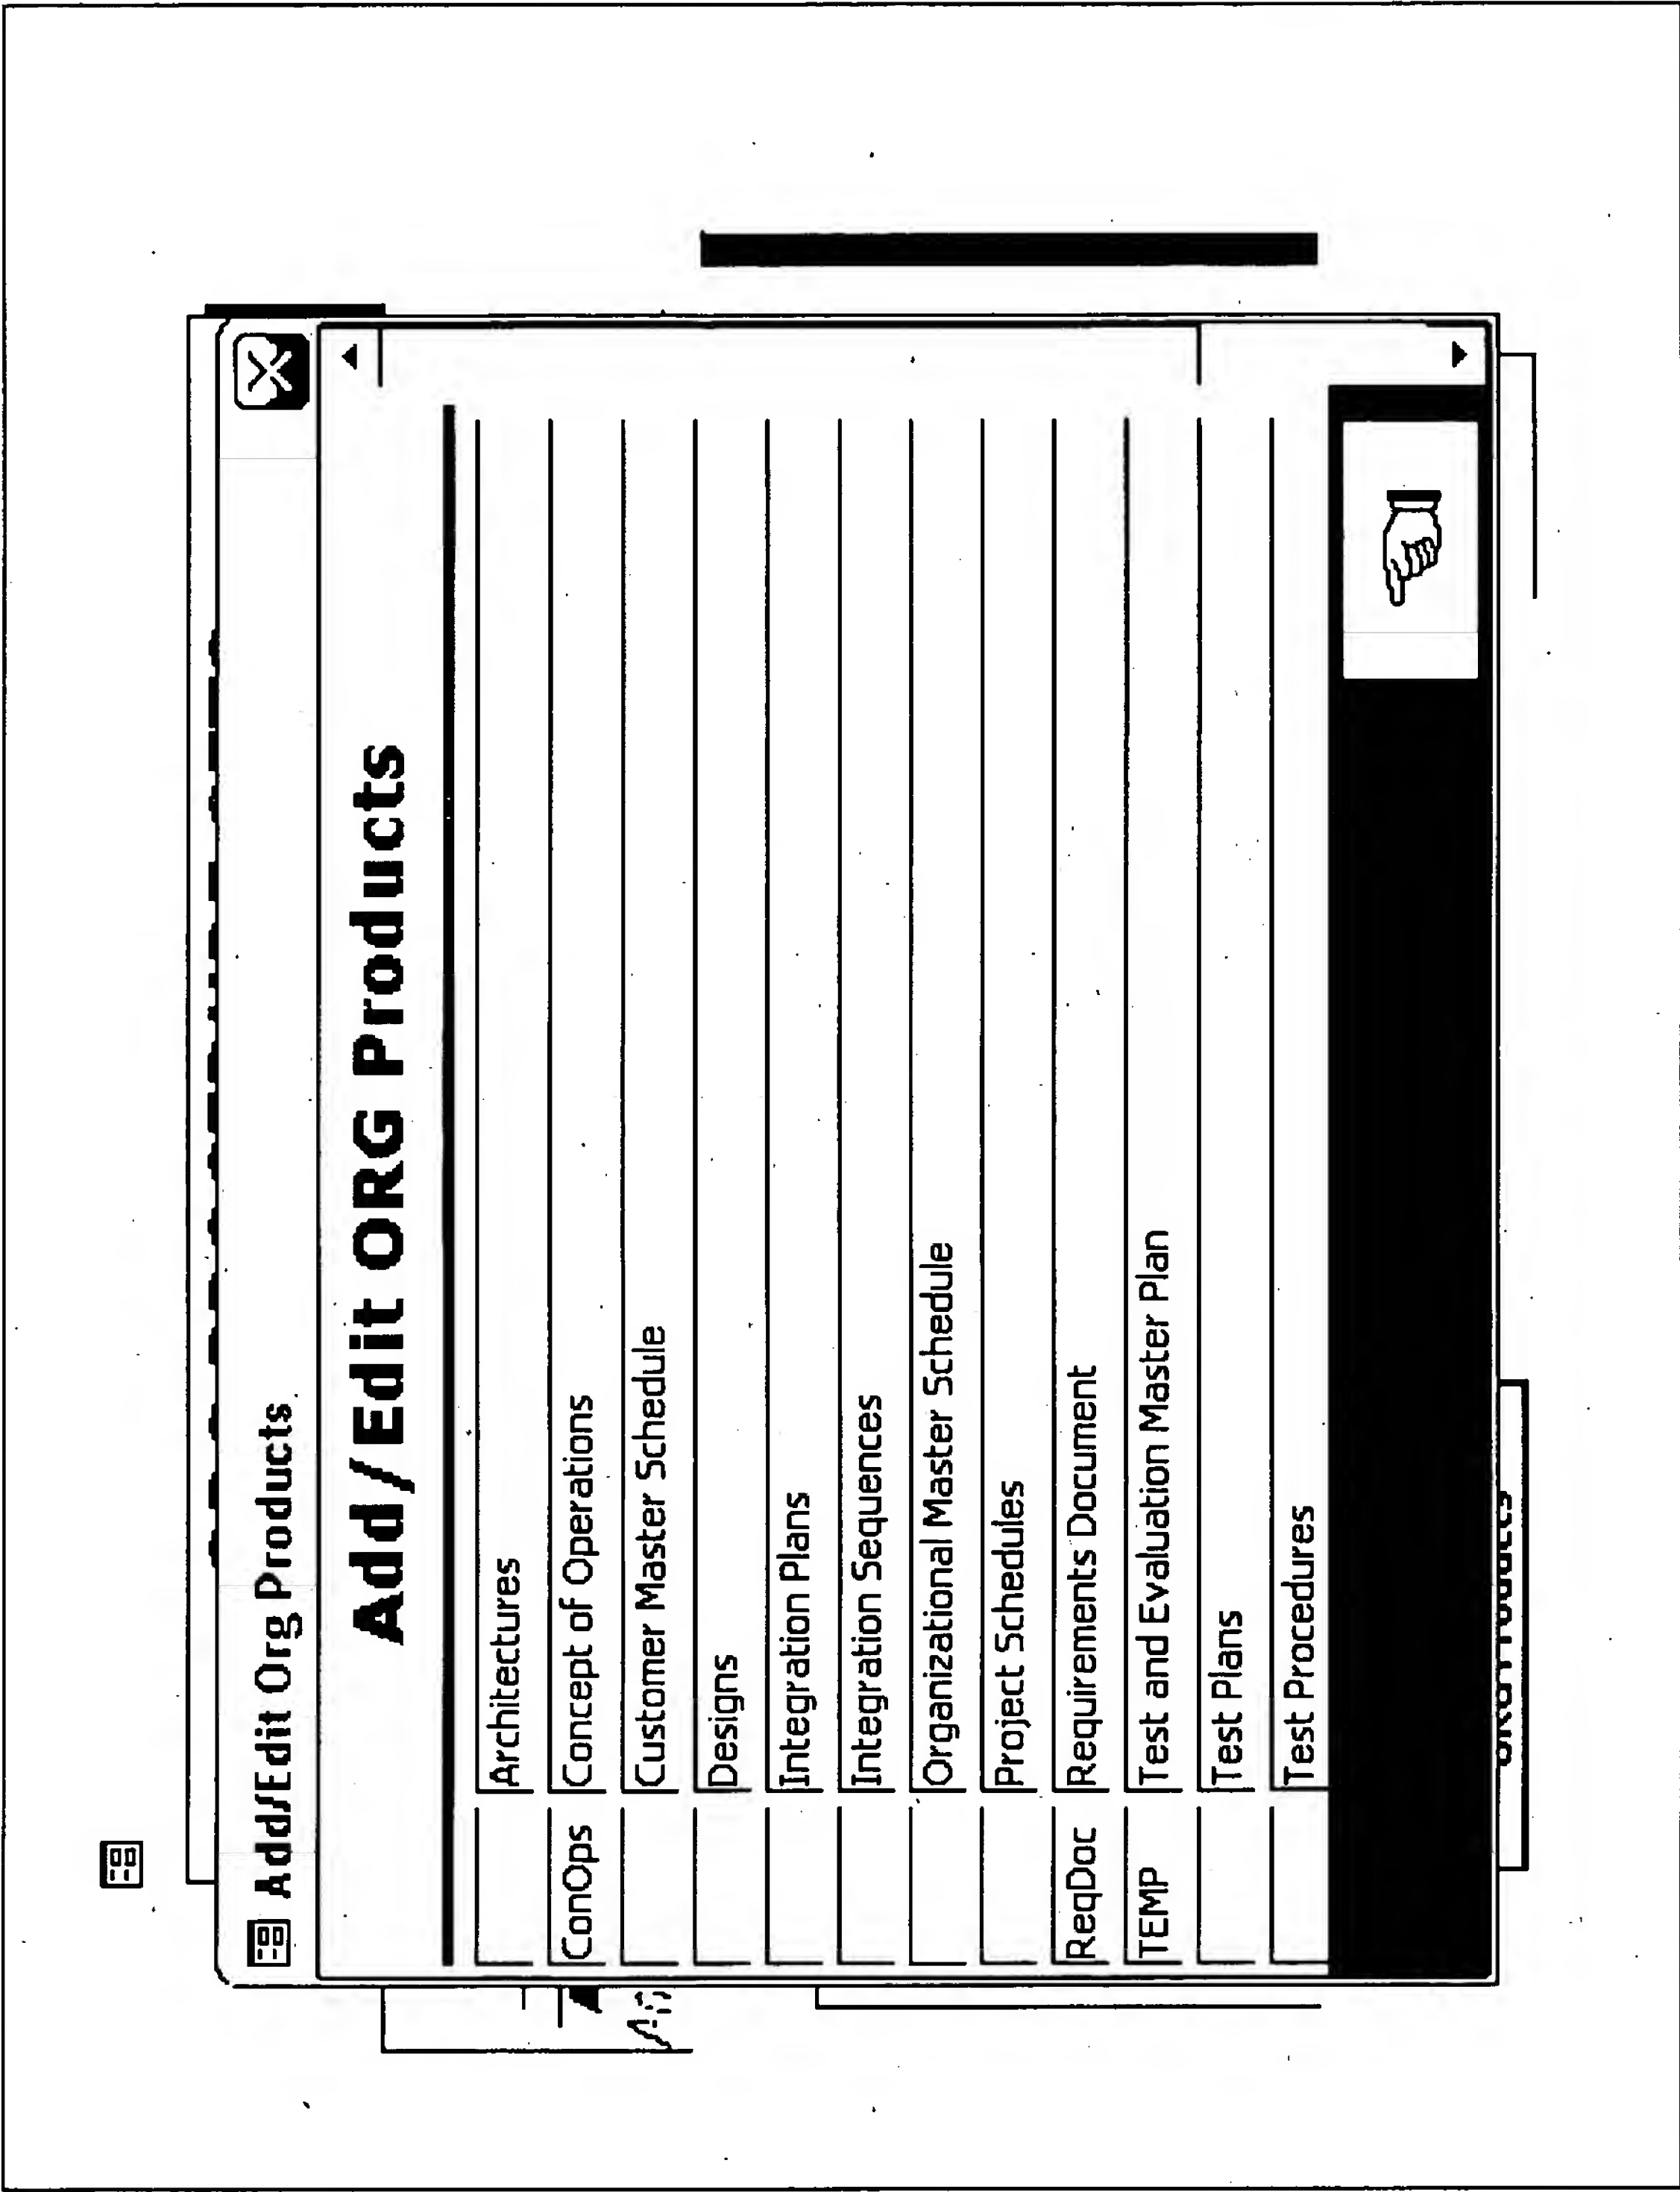 Add/Edit Org Products
Add/Edit ORG Products
Architectures
ConOps Concept of Operations
Customer Master Schedule
Designs
Integration Plans
Integration Sequences
Organizational Master Schedule
Project Schedules
ReqDoc Requirements Document
TEMP Test and Evaluation Master Plan
Test Plans
Test Procedures